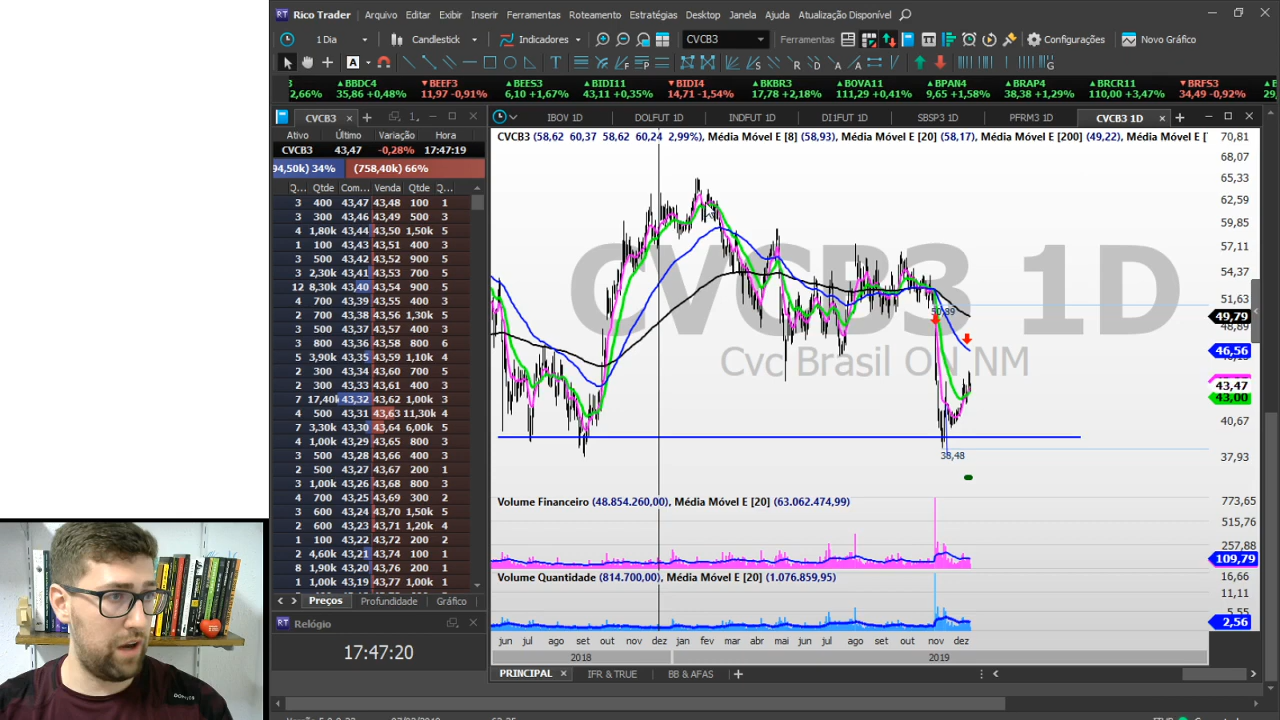 Rico Trader Arquivo Editar Exibir Inserir Ferramentas Roteamento Estratégias Desktop Janela Ajuda Atualização Disponível
1 Dia Candlestick Indicadores CVCB3 Ferramentas Configurações Novo Gráfico
3 BBDC4 BEEF3 BEES3 BIDI11 BIDI4 BKBR3 BOVA11 BPAN4 BRAP4 BRCR11 BRFS3
2,66% 35,86 +0,48% 11,97 -0,91% 6,10 +1,67% 43,11 +0,35% 14,71 -1,54% 17,78 +2,18% 111,29 +0,41% 9,65 +1,58% 38,38 +1,29% 110,00 +3,47% 34,49 -0,92%
CVCB3
IBOV 1D DOLFUT 1D INDFUT 1D DI1FUT 1D SBSP3 1D PFRM3 1D CVCB3 1D
Ativo Último Variação Hora
CVCB3 43,47 -0,28% 17:47:19
94,50k) 34% (758,40k) 66%
Q... Qtde Com... Venda Qtde Q...
3 400 43,47 43,48 100 1
3 300 43,46 43,49 500 3
4 1,80k 43,44 43,50 1,50k 5
1 100 43,43 43,51 400 3
3 500 43,42 43,52 900 5
3 2,30k 43,41 43,53 700 5
12 8,30k 43,40 43,54 900 5
4 700 43,39 43,55 400 3
2 700 43,38 43,56 1,30k 5
3 500 43,37 43,57 400 3
3 800 43,36 43,58 800 6
5 3,90k 43,35 43,59 1,10k 4
2 300 43,34 43,60 700 5
2 300 43,33 43,61 400 3
7 17,40k 43,32 43,62 1,00k 3
4 500 43,31 43,63 11,30k 4
7 3,30k 43,30 43,64 6,00k 5
4 1,00k 43,29 43,65 800 3
3 500 43,28 43,66 400 3
2 500 43,27 43,67 300 3
3 1,00k 43,26 43,68 800 3
4 700 43,25 43,69 400 3
3 600 43,24 43,70 1,50k 5
2 600 43,23 43,71 1,20k 4
1 100 43,22 43,72 200 2
2 4,60k 43,21 43,74 100 1
8 1,90k 43,20 43,76 200 1
1 1,00k 43,19 43,77 1,00k 3
Preços Profundidade Gráfico
Relógio
17:47:20
CVCB3 (58,62 60,37 58,62 60,24 2,99%), Média Móvel E [8] (58,93), Média Móvel E [20] (58,17), Média Móvel E [200] (49,22), Média Móvel E [
CVCB3 1D
Cvc Brasil ON NM
50,89
38,48
70,81
68,07
65,33
62,59
59,85
57,11
54,37
51,63
49,79
48,89
46,56
43,47
43,00
40,67
37,93
Volume Financeiro (48.854.260,00), Média Móvel E [20] (63.062.474,99)
773,65
515,76
257,88
109,79
Volume Quantidade (814.700,00), Média Móvel E [20] (1.076.859,95)
16,66
11,11
5,55
2,56
jun jul ago set out nov dez jan fev mar abr mai jun jul ago set out nov dez
2018 2019
PRINCIPAL IFR & TRUE BB & AFAS